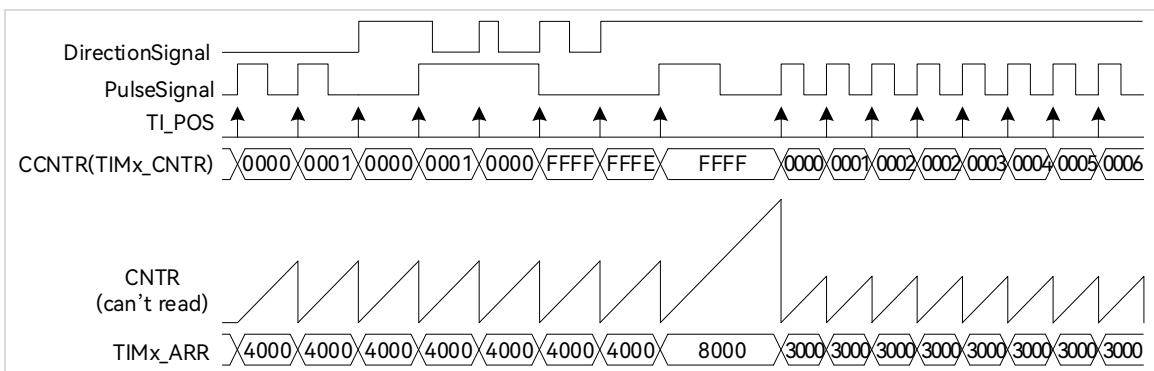 DirectionSignal
PulseSignal
TI_POS
CCNTR(TIMx_CNTR) 0000 0001 0000 0001 0000 FFFF FFFE FFFF 0000 0001 0002 0002 0003 0004 0005 0006
CNTR
(can't read)
TIMx_ARR 4000 4000 4000 4000 4000 4000 4000 8000 3000 3000 3000 3000 3000 3000 3000 3000